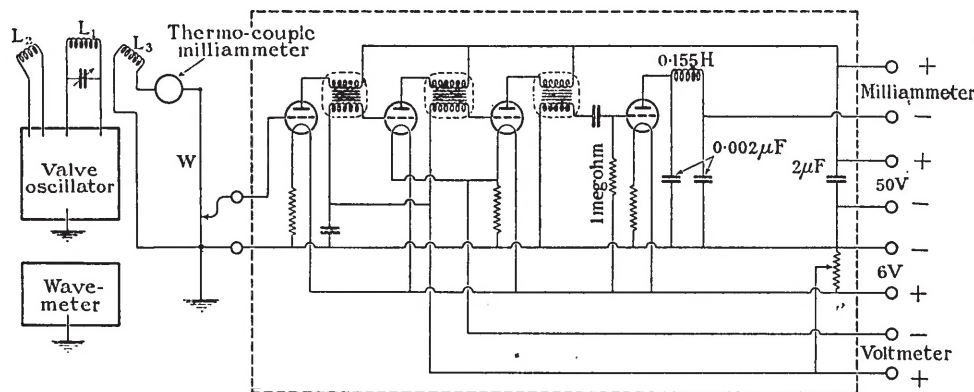 L₂
L₁
L₃
Thermo-couple
milliammeter
Valve
oscillator
W
Wave-
meter
1megohm
0·155H
0·002μF
2μF
+
Milliammeter
−
+
50V
−
−
6V
+
−
Voltmeter
+